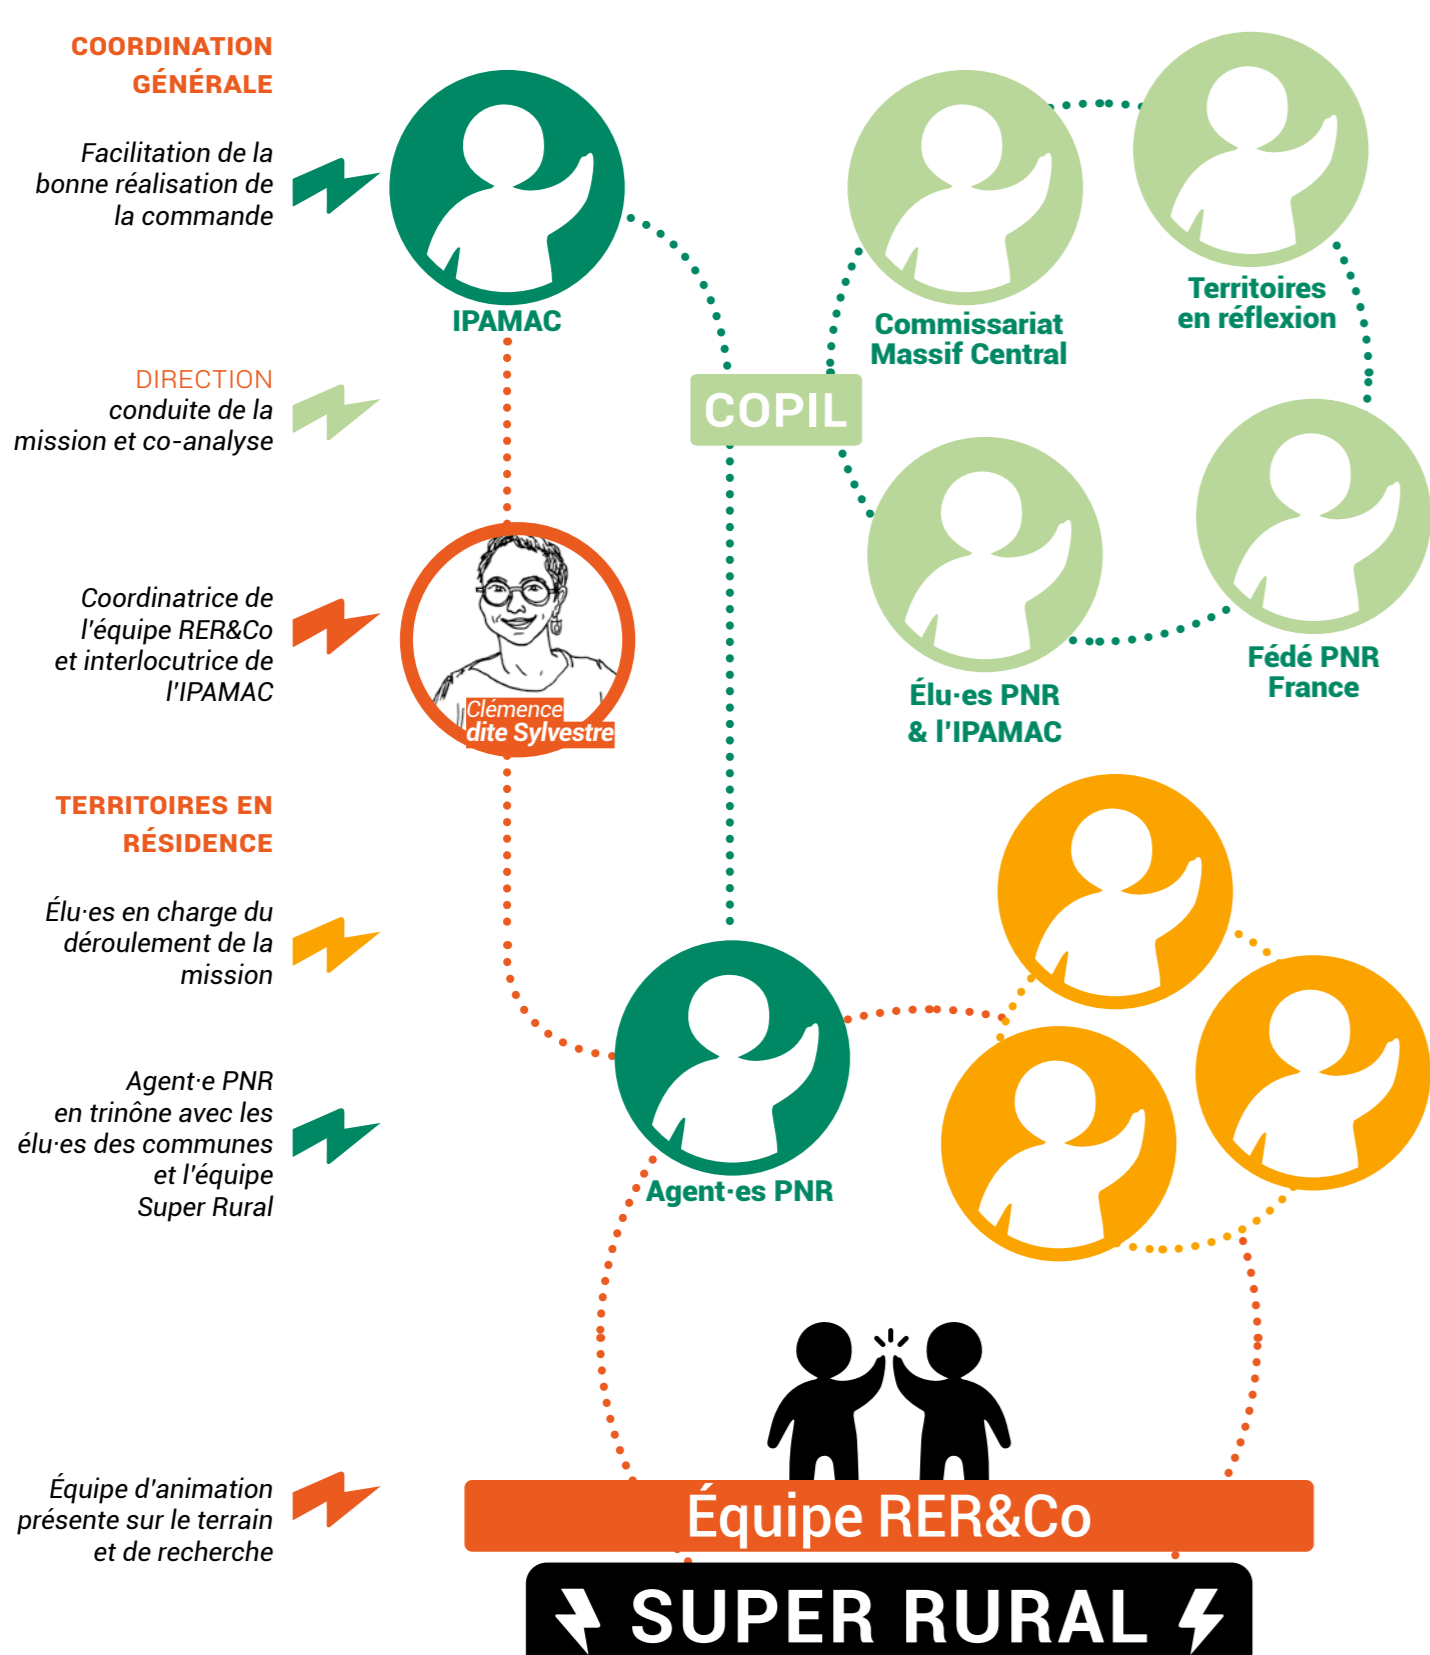 COORDINATION
GÉNÉRALE
Facilitation de la
bonne réalisation de
la commande
IPAMAC
Commissariat
Massif Central
Territoires
en réflexion
DIRECTION
conduite de la
mission et co-analyse
COPIL
Coordinatrice de
l'équipe RER&Co
et interlocutrice de
l'IPAMAC
Clémence
dite Sylvestre
Élu·es PNR
& l'IPAMAC
Fédé PNR
France
TERRITOIRES EN
RÉSIDENCE
Élu·es en charge du
déroulement de la
mission
Agent·e PNR
en trinône avec les
élu·es des communes
et l'équipe
Super Rural
Agent·es PNR
Équipe d'animation
présente sur le terrain
et de recherche
Équipe RER&Co
SUPER RURAL